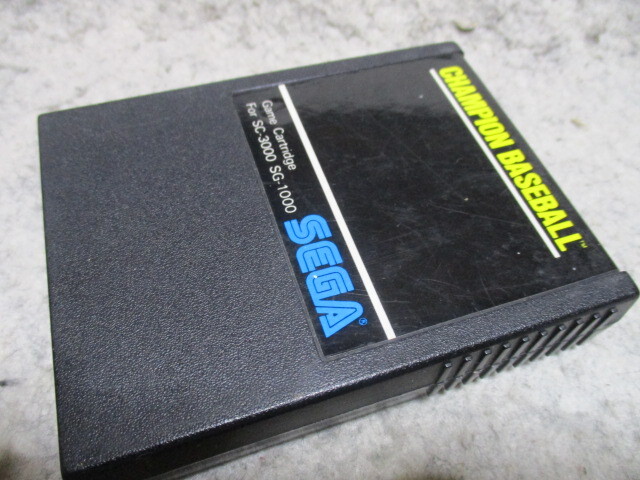 CHAMPION BASEBALL™
Game Cartridge
For SC-3000 SG-1000
SEGA®